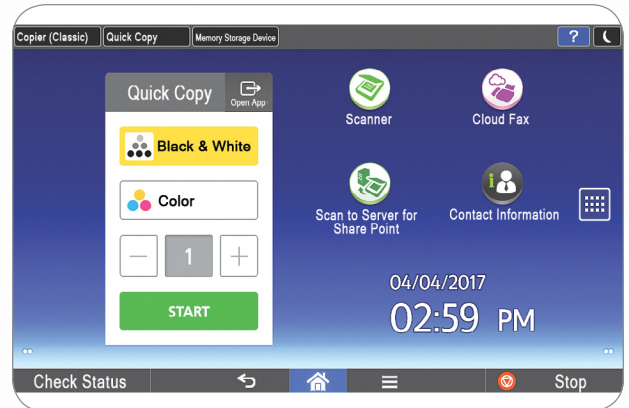 Copier (Classic)
Quick Copy
Memory Storage Device
?
Quick Copy
Open App
Black & White
Color
1
START
Scanner
Cloud Fax
Scan to Server for
Share Point
Contact Information
04/04/2017
02:59 PM
Check Status
Stop